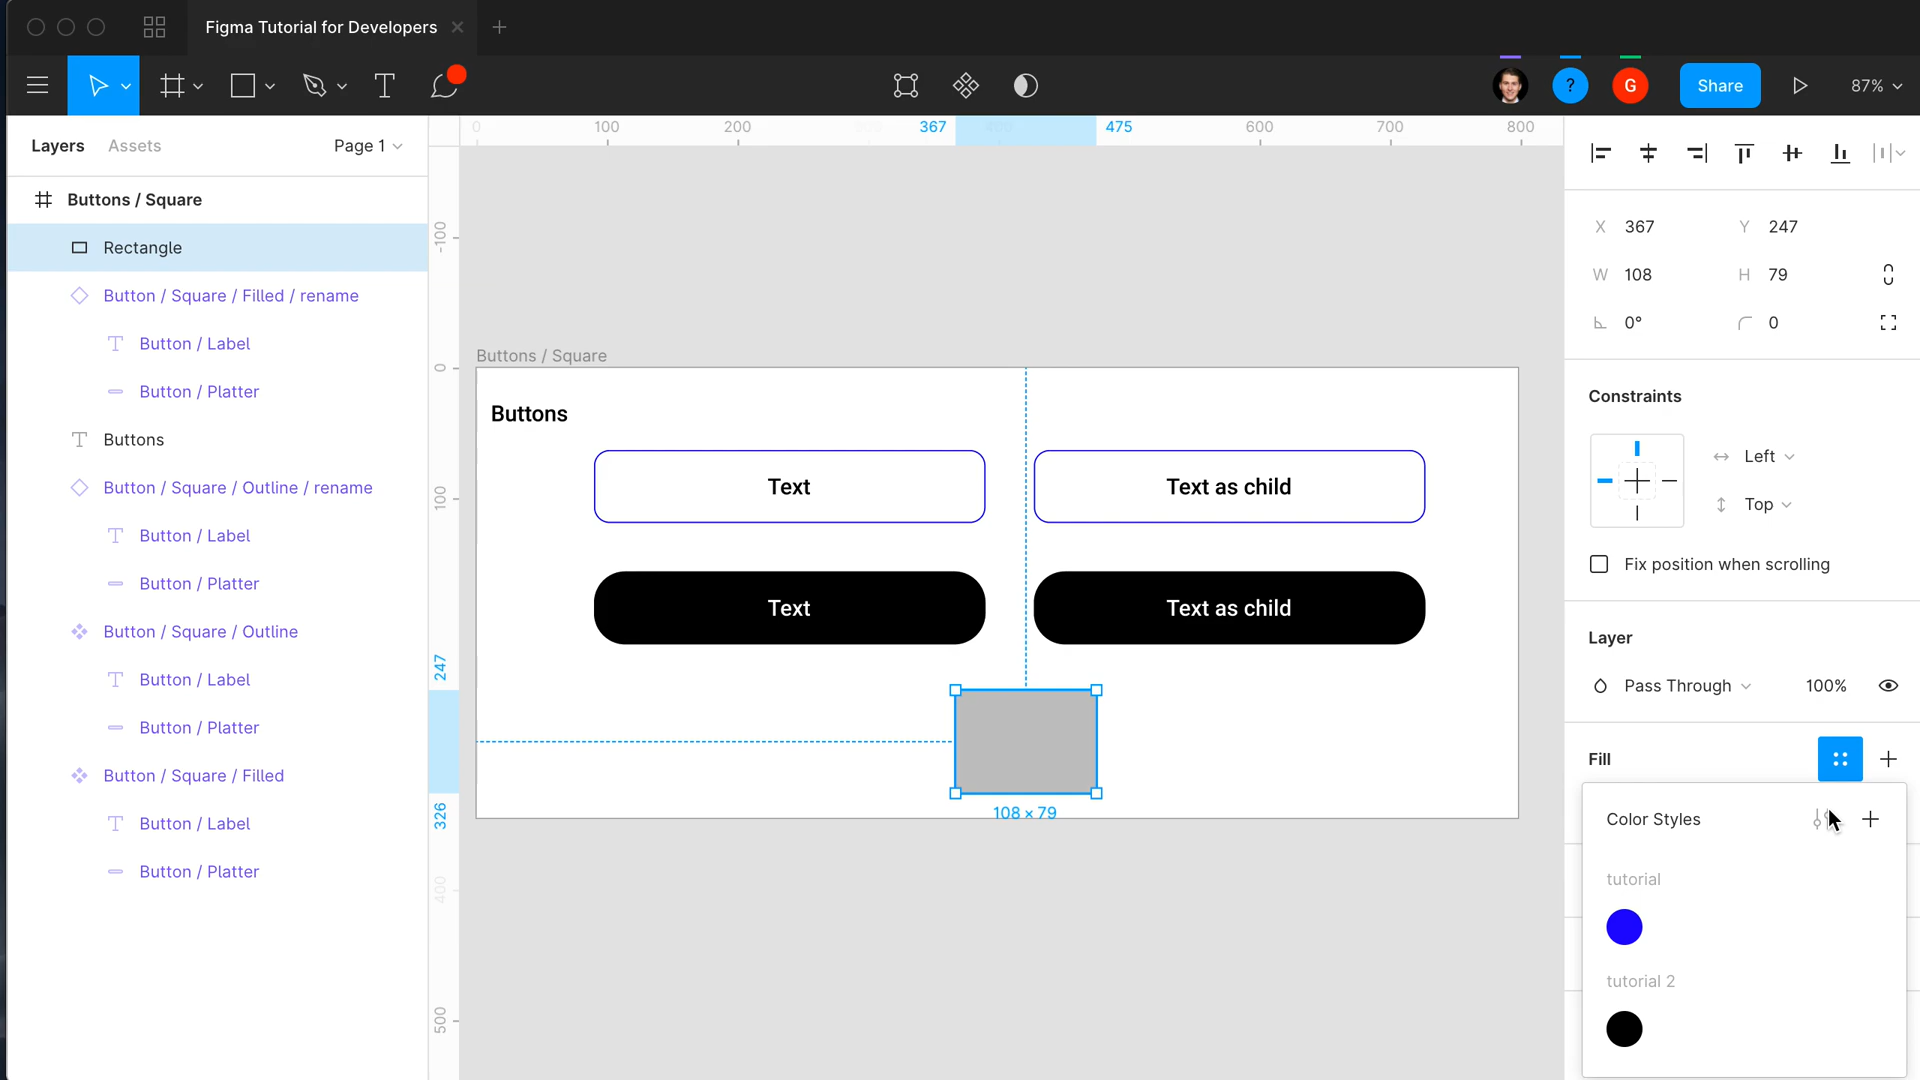 Figma Tutorial for Developers
?
G
Share
87%
Layers
Assets
Page 1
Buttons / Square
Rectangle
Button / Square / Filled / rename
Button / Label
Button / Platter
Buttons
Button / Square / Outline / rename
Button / Label
Button / Platter
Button / Square / Outline
Button / Label
Button / Platter
Button / Square / Filled
Button / Label
Button / Platter
0 100 200 367 475 600 700 800
-100
0
100
247
326
400
500
Buttons / Square
Buttons
Text
Text as child
Text
Text as child
108 × 79
X 367 Y 247
W 108 H 79
0° 0
Constraints
Left
Top
Fix position when scrolling
Layer
Pass Through 100%
Fill
Color Styles
tutorial
tutorial 2